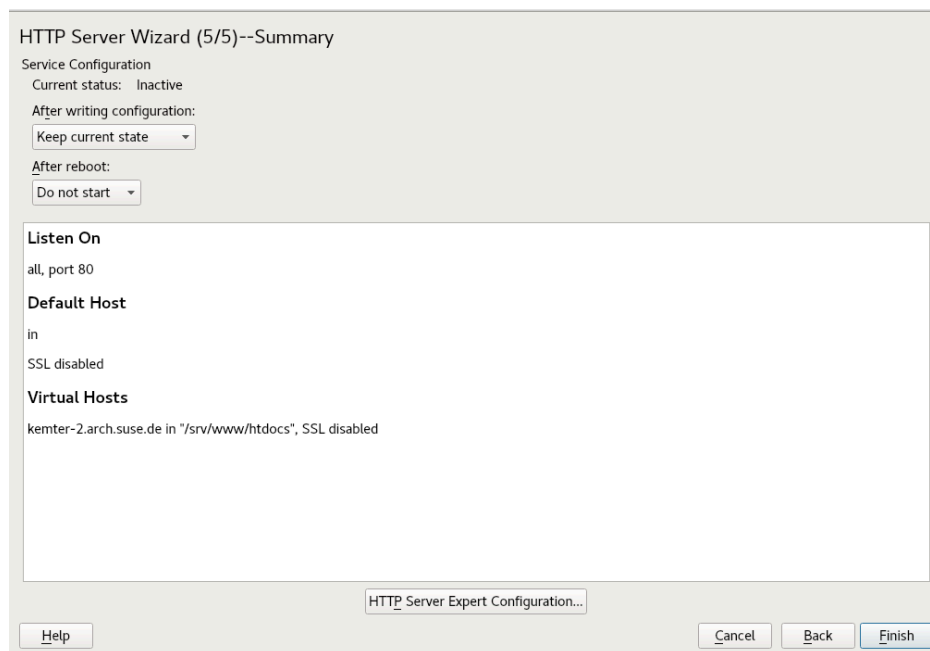 HTTP Server Wizard (5/5)--Summary
Service Configuration
Current status: Inactive
After writing configuration:
Keep current state
After reboot:
Do not start
Listen On
all, port 80
Default Host
in
SSL disabled
Virtual Hosts
kemter-2.arch.suse.de in "/srv/www/htdocs", SSL disabled
HTTP Server Expert Configuration...
Help Cancel Back Finish